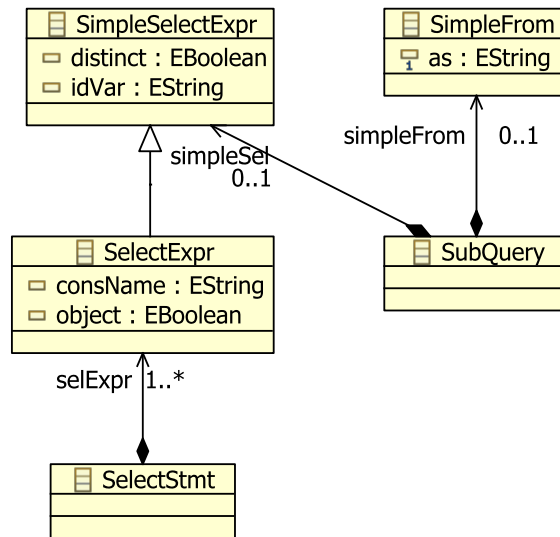 SimpleSelectExpr
distinct : EBoolean
idVar : EString
SimpleFrom
1 as : EString
simpleFrom 0..1
simpleSel
0..1
SelectExpr
consName : EString
object : EBoolean
SubQuery
selExpr 1..*
SelectStmt